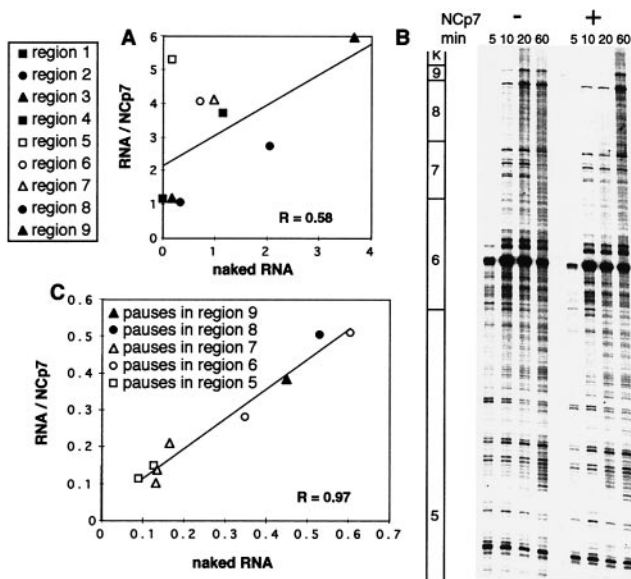 A
B
NCp7 - +
min 5 10 20 60 5 10 20 60
■ region 1
● region 2
▲ region 3
■ region 4
□ region 5
○ region 6
△ region 7
● region 8
▲ region 9
RNA / NCp7
6
5
4
3
2
1
0
0 1 2 3 4
R = 0.58
naked RNA
K
9
8
7
6
5
C
▲ pauses in region 9
● pauses in region 8
△ pauses in region 7
○ pauses in region 6
□ pauses in region 5
RNA / NCp7
0.6
0.5
0.4
0.3
0.2
0.1
0
0 0.1 0.2 0.3 0.4 0.5 0.6 0.7
R = 0.97
naked RNA